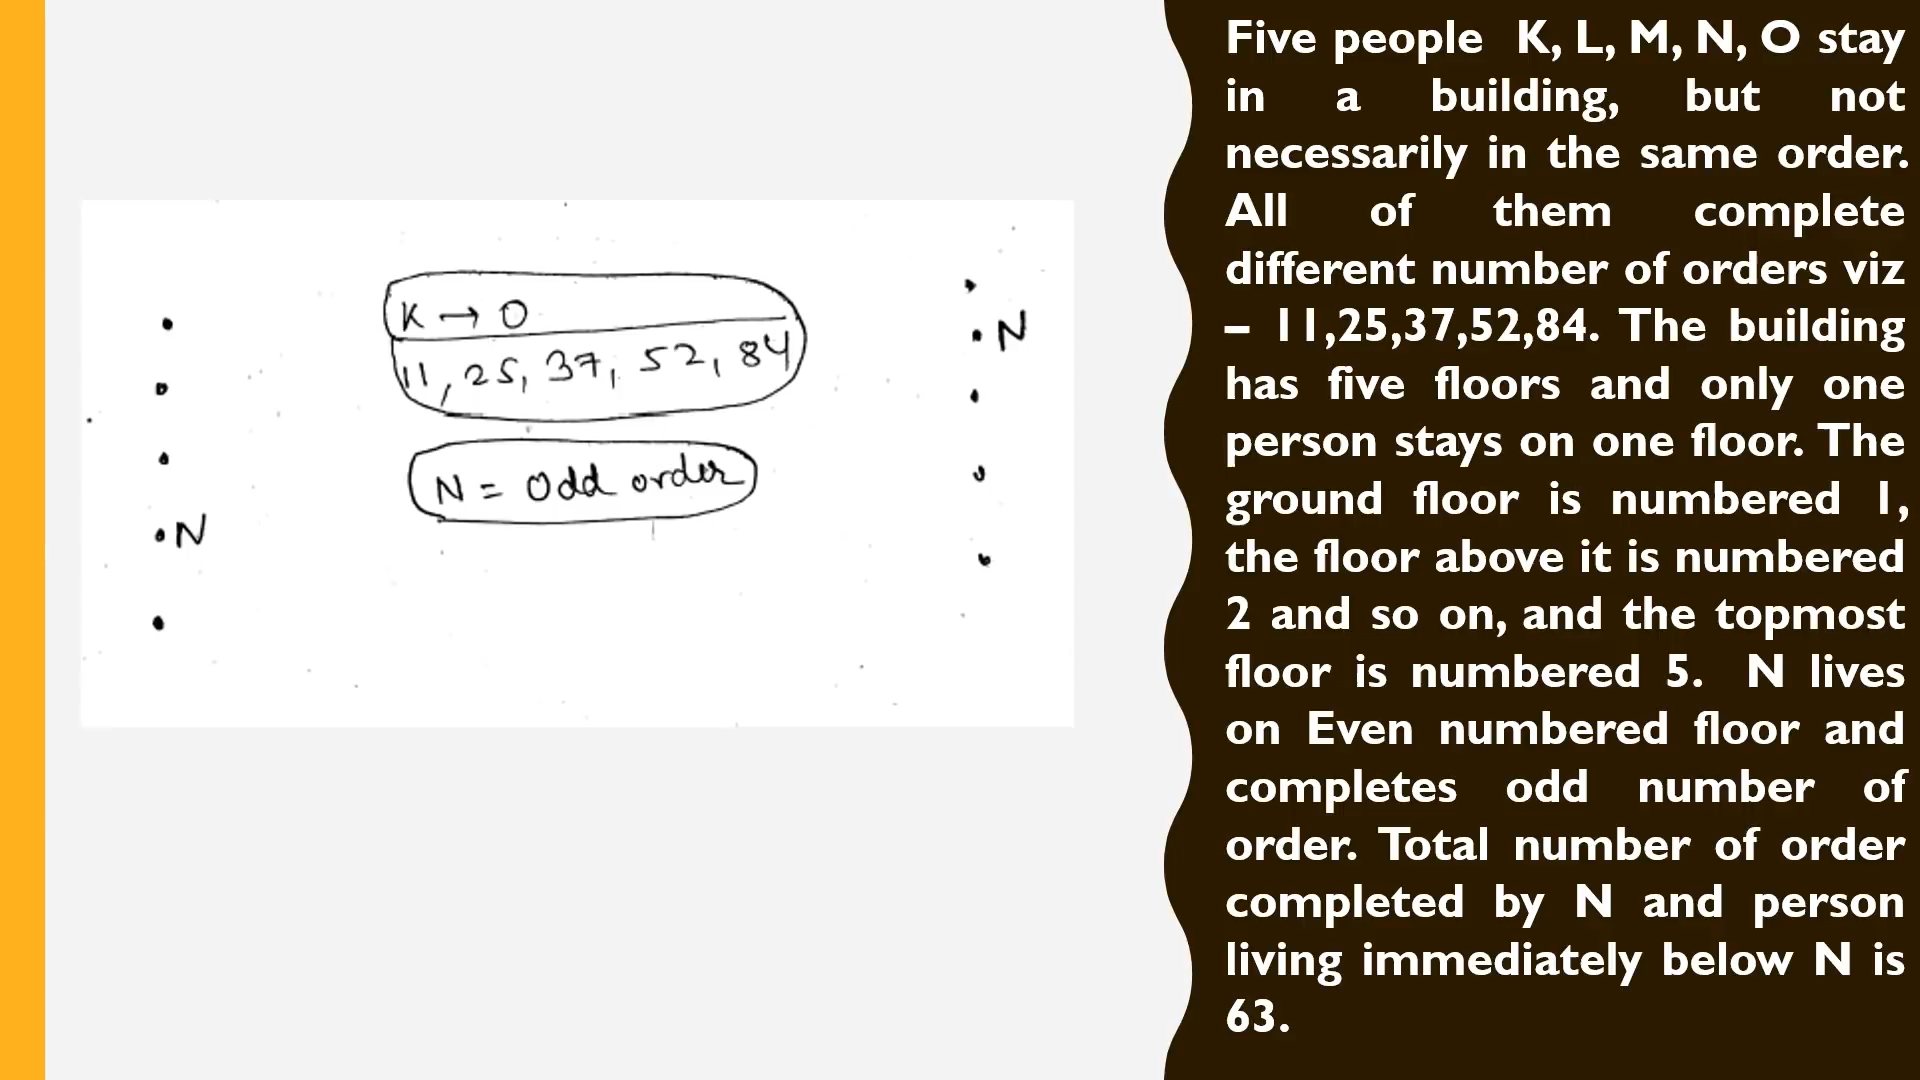 K → O
11, 25, 37, 52, 84
N = Odd order
N
N
Five people K, L, M, N, O stay
in a building, but not
necessarily in the same order.
All of them complete
different number of orders viz
– 11,25,37,52,84. The building
has five floors and only one
person stays on one floor. The
ground floor is numbered 1,
the floor above it is numbered
2 and so on, and the topmost
floor is numbered 5. N lives
on Even numbered floor and
completes odd number of
order. Total number of order
completed by N and person
living immediately below N is
63.